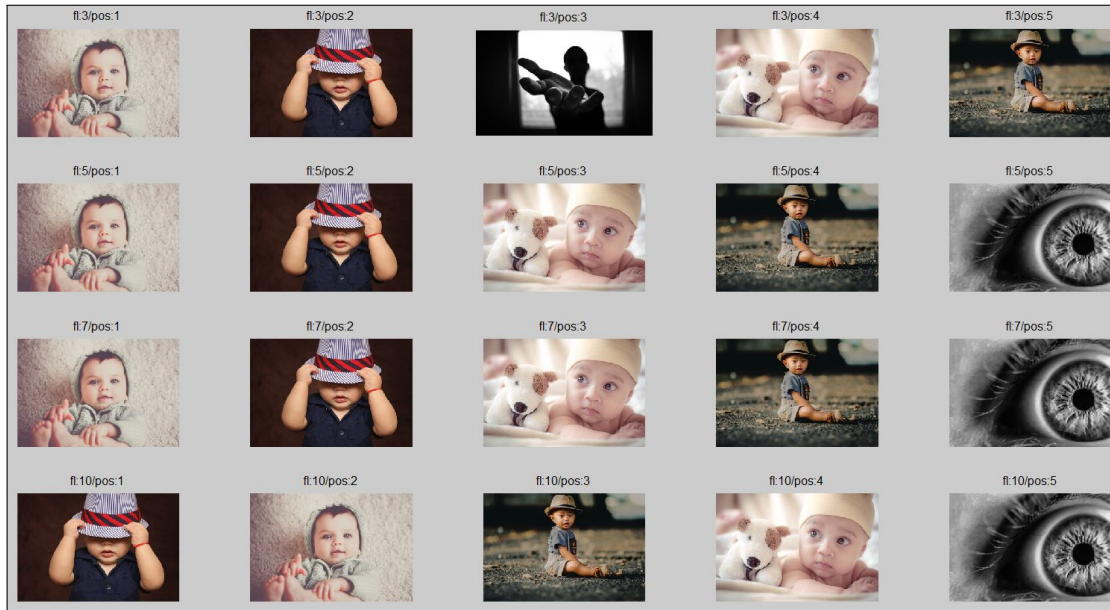 fl:3/pos:1 fl:3/pos:2 fl:3/pos:3 fl:3/pos:4 fl:3/pos:5
fl:5/pos:1 fl:5/pos:2 fl:5/pos:3 fl:5/pos:4 fl:5/pos:5
fl:7/pos:1 fl:7/pos:2 fl:7/pos:3 fl:7/pos:4 fl:7/pos:5
fl:10/pos:1 fl:10/pos:2 fl:10/pos:3 fl:10/pos:4 fl:10/pos:5